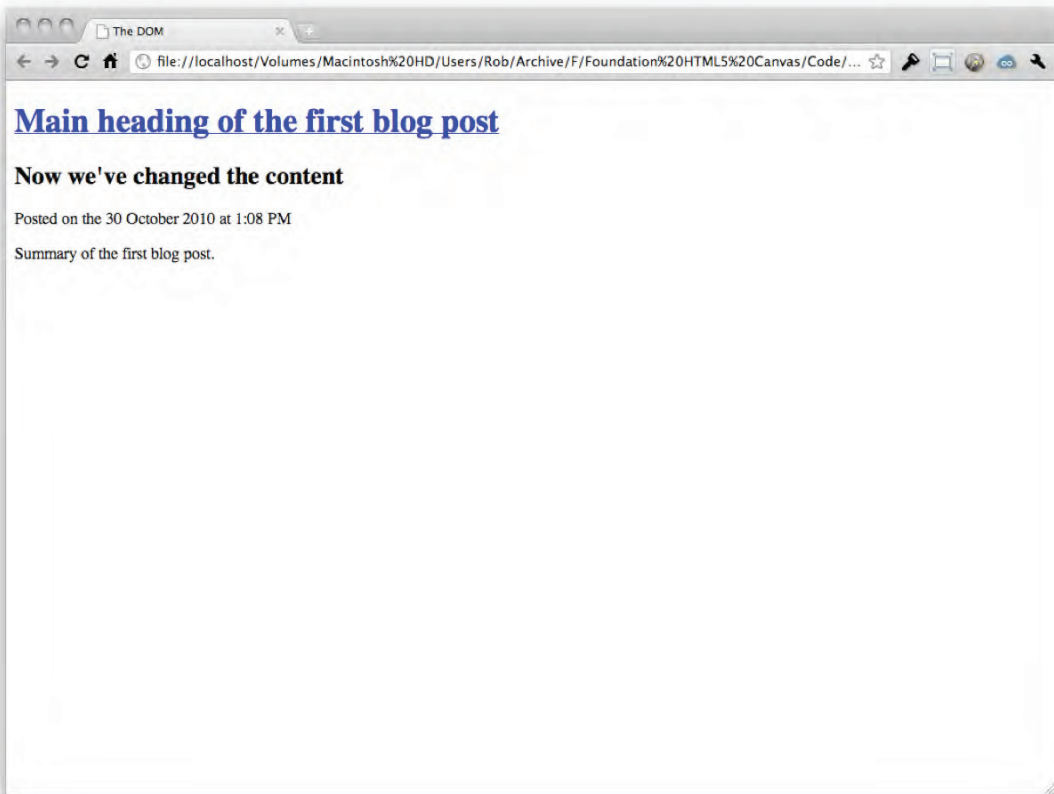 The DOM
file://localhost/Volumes/Macintosh%20HD/Users/Rob/Archive/F/Foundation%20HTML5%20Canvas/Code/...
Main heading of the first blog post
Now we've changed the content
Posted on the 30 October 2010 at 1:08 PM
Summary of the first blog post.